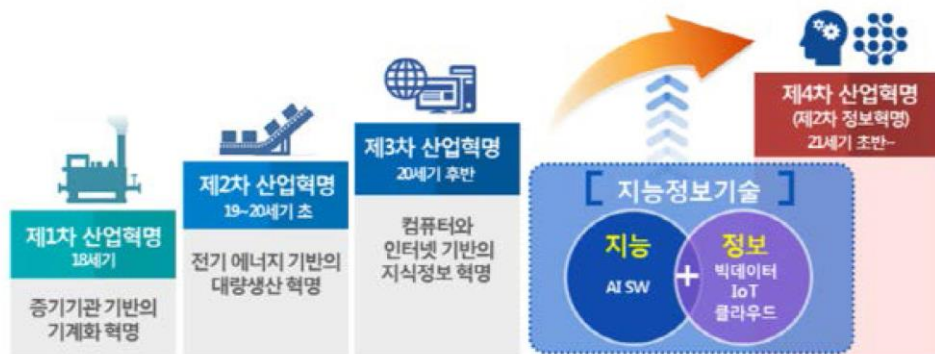 제1차 산업혁명
18세기
증기기관 기반의
기계화 혁명
제2차 산업혁명
19~20세기 초
전기 에너지 기반의
대량생산 혁명
제3차 산업혁명
20세기 후반
컴퓨터와
인터넷 기반의
지식정보 혁명
[ 지능정보기술 ]
지능
AI SW
+
정보
빅데이터
IoT
클라우드
제4차 산업혁명
(제2차 정보혁명)
21세기 초반~